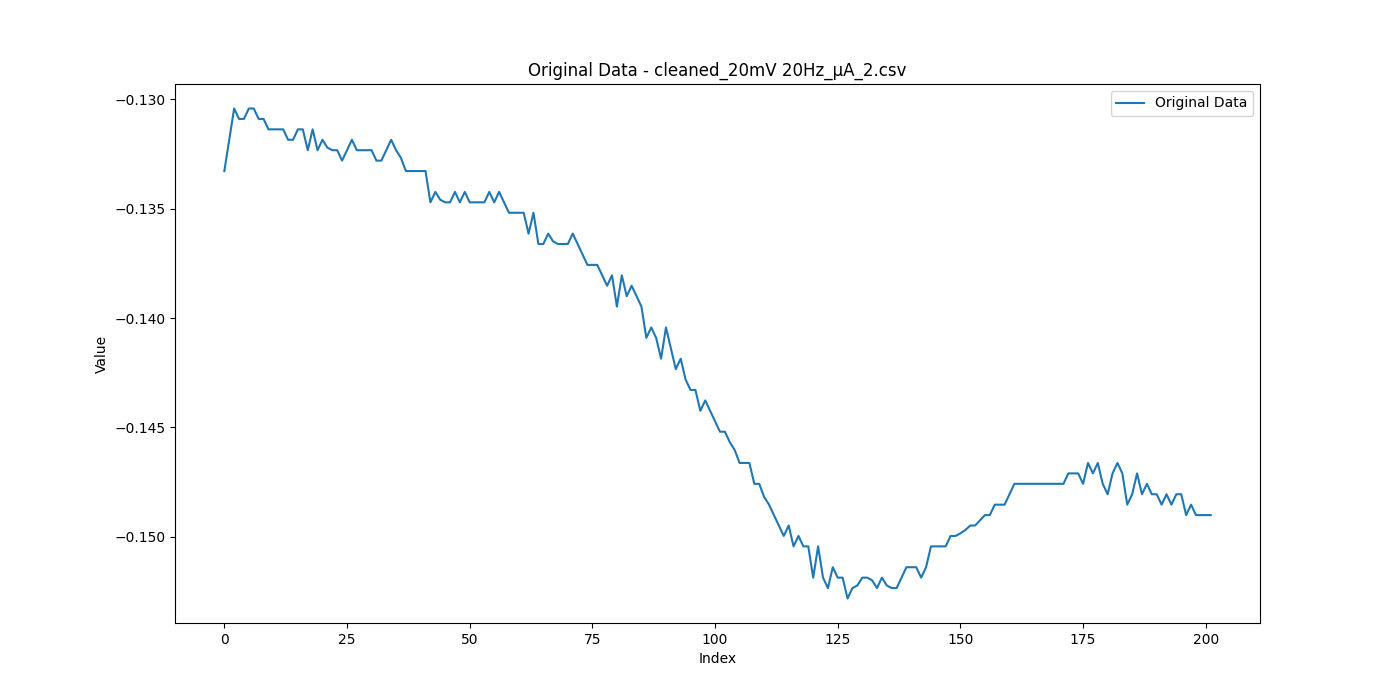 Original Data - cleaned_20mV 20Hz_µA_2.csv
Original Data
−0.130
−0.135
−0.140
−0.145
−0.150
Value
0 25 50 75 100 125 150 175 200
Index